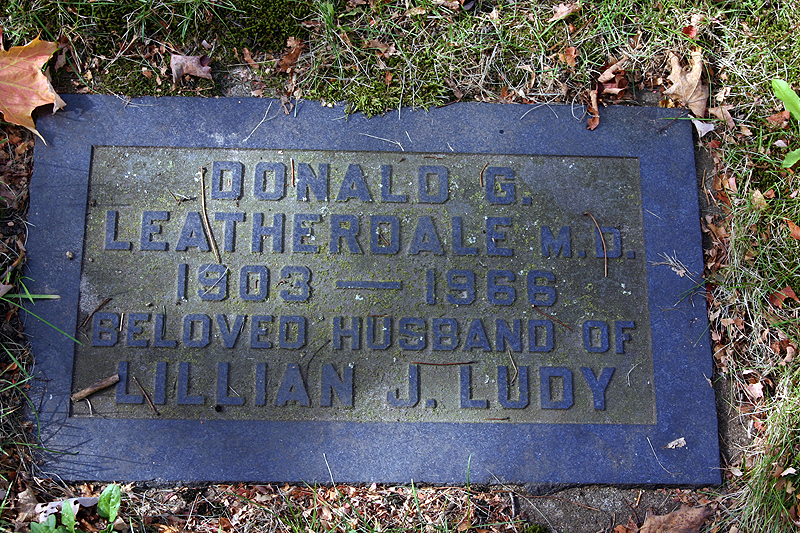 DONALD G.
LEATHERDALE M.D.
1903 — 1966
BELOVED HUSBAND OF
LILLIAN J. LUDY